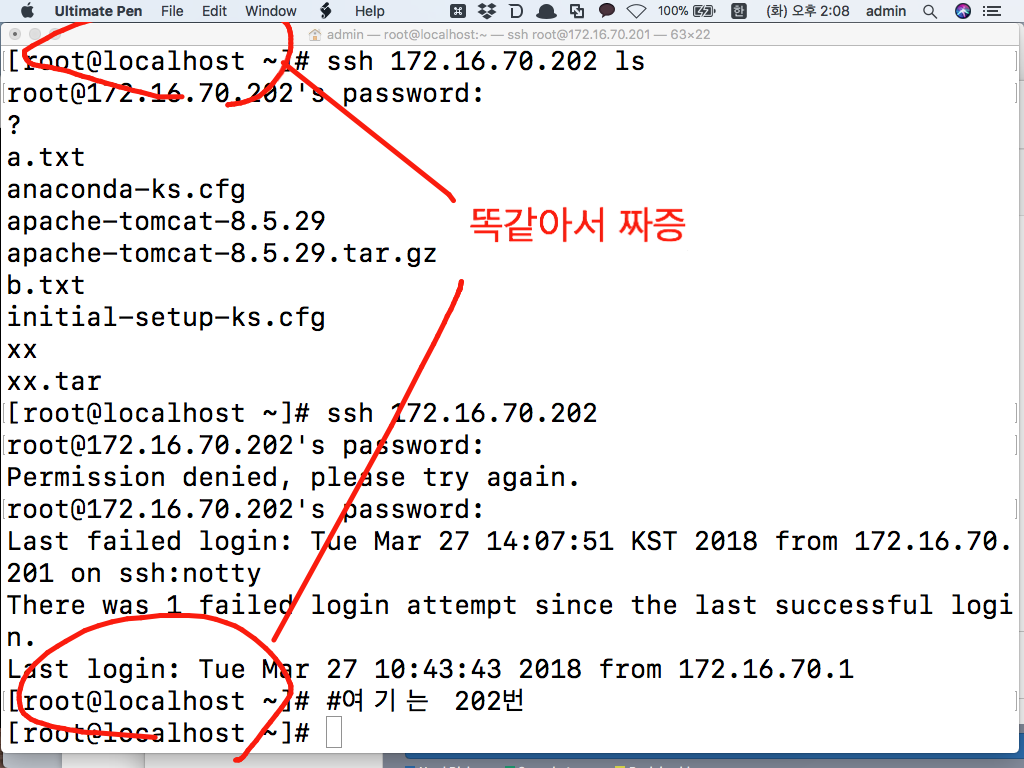 Ultimate Pen File Edit Window Help 100% 한 (화) 오후 2:08 admin
admin — root@localhost:~ — ssh root@172.16.70.201 — 63×22
[root@localhost ~]# ssh 172.16.70.202 ls
root@172.16.70.202's password:
?
a.txt
anaconda-ks.cfg
apache-tomcat-8.5.29
똑같아서 짜증
apache-tomcat-8.5.29.tar.gz
b.txt
initial-setup-ks.cfg
xx
xx.tar
[root@localhost ~]# ssh 172.16.70.202
root@172.16.70.202's password:
Permission denied, please try again.
root@172.16.70.202's password:
Last failed login: Tue Mar 27 14:07:51 KST 2018 from 172.16.70.
201 on ssh:notty
There was 1 failed login attempt since the last successful logi
n.
Last login: Tue Mar 27 10:43:43 2018 from 172.16.70.1
[root@localhost ~]# #여기는 202번
[root@localhost ~]#